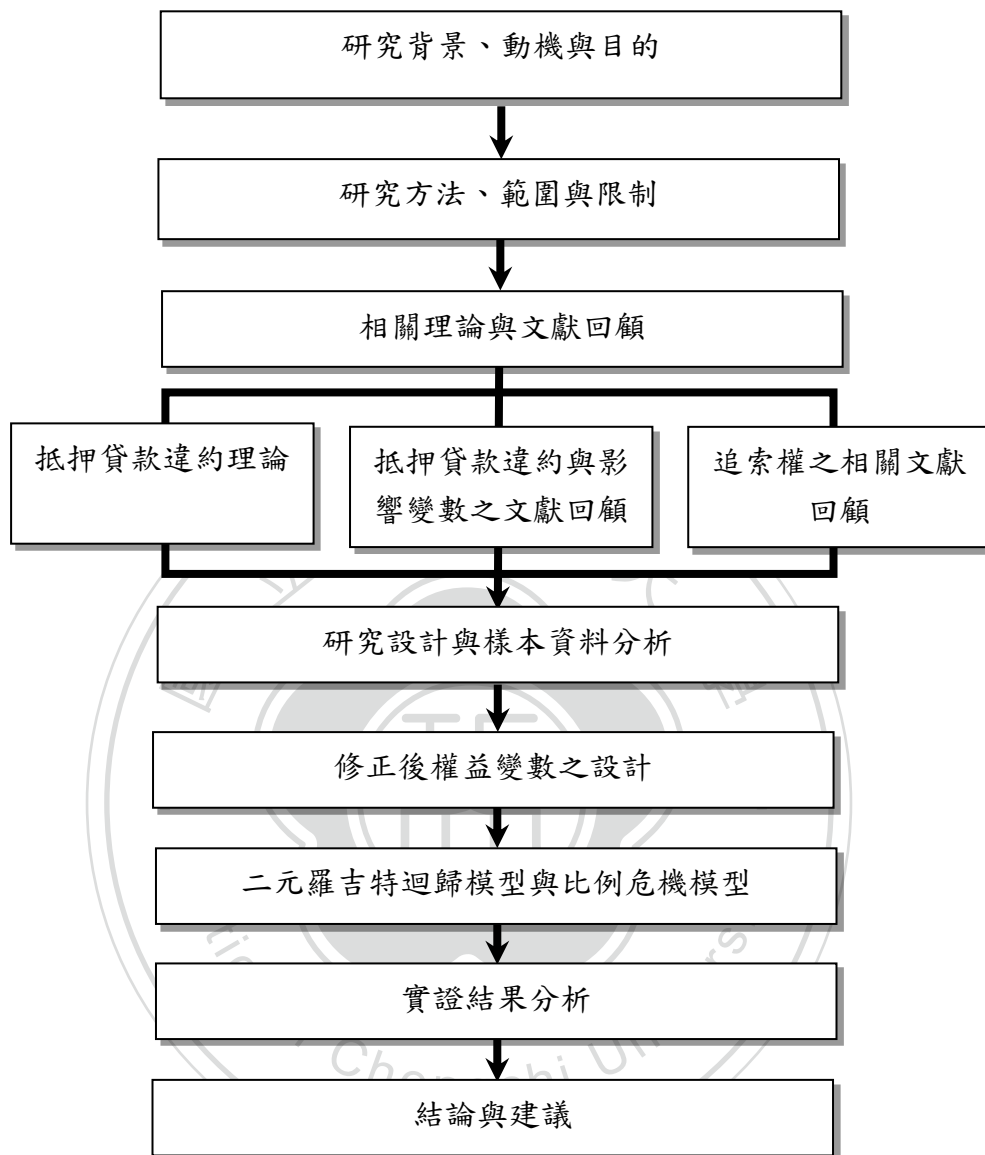 研究背景、動機與目的
研究方法、範圍與限制
相關理論與文獻回顧
抵押貸款違約理論
抵押貸款違約與影
響變數之文獻回顧
追索權之相關文獻
回顧
研究設計與樣本資料分析
修正後權益變數之設計
二元羅吉特迴歸模型與比例危機模型
實證結果分析
結論與建議